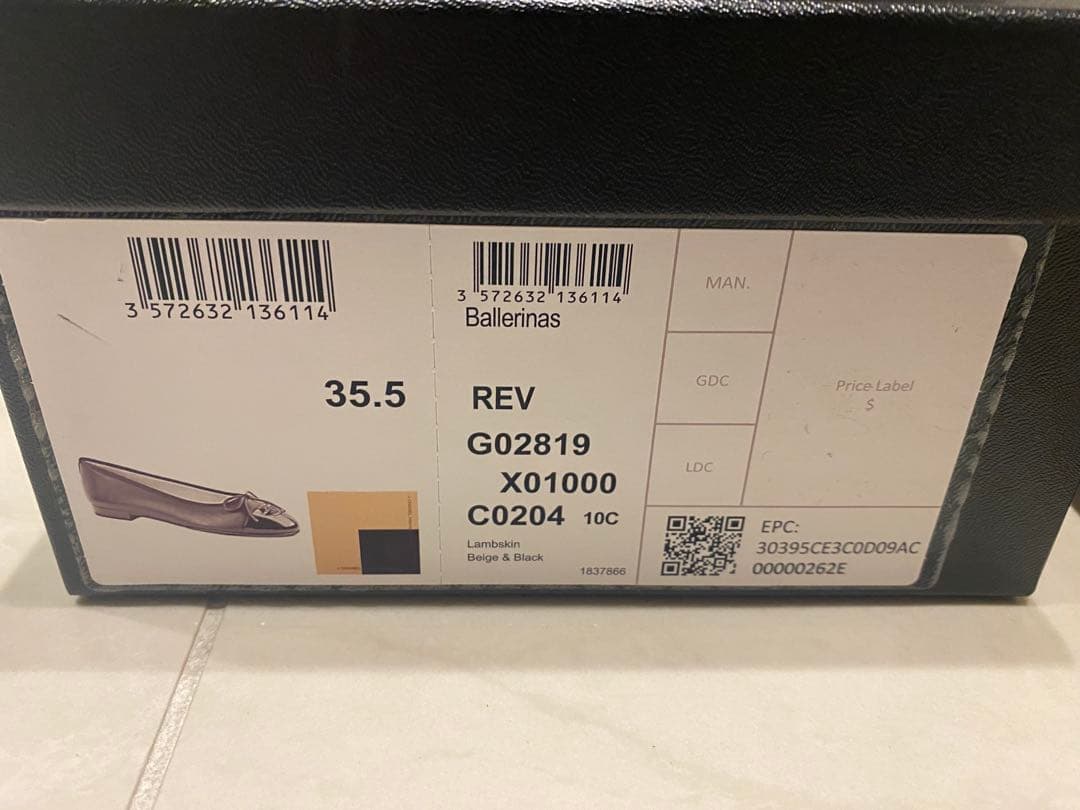 3 572632 136114
35.5
3 572632 136114
Ballerinas
REV
G02819
X01000
C0204 10C
Lambskin
Beige & Black
1837866
MAN.
GDC
LDC
Price Label
$
EPC:
30395CE3C0D09AC
00000262E